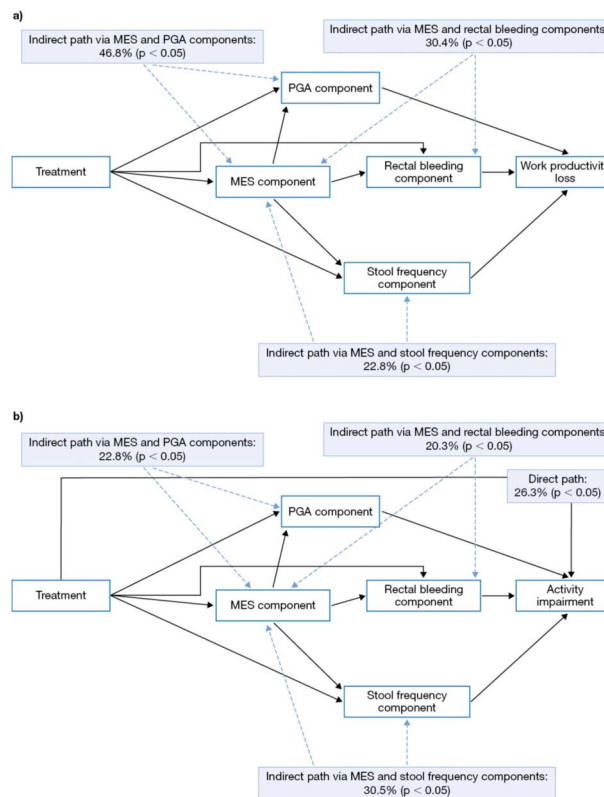 a)
Indirect path via MES and PGA components:
46.8% (p < 0.05)
Indirect path via MES and rectal bleeding components:
30.4% (p < 0.05)
PGA component
Treatment
MES component
Rectal bleeding
component
Work productivity
loss
Stool frequency
component
Indirect path via MES and stool frequency components:
22.8% (p < 0.05)
b)
Indirect path via MES and PGA components:
22.8% (p < 0.05)
Indirect path via MES and rectal bleeding components:
20.3% (p < 0.05)
Direct path:
26.3% (p < 0.05)
PGA component
Treatment
MES component
Rectal bleeding
component
Activity
impairment
Stool frequency
component
Indirect path via MES and stool frequency components:
30.5% (p < 0.05)